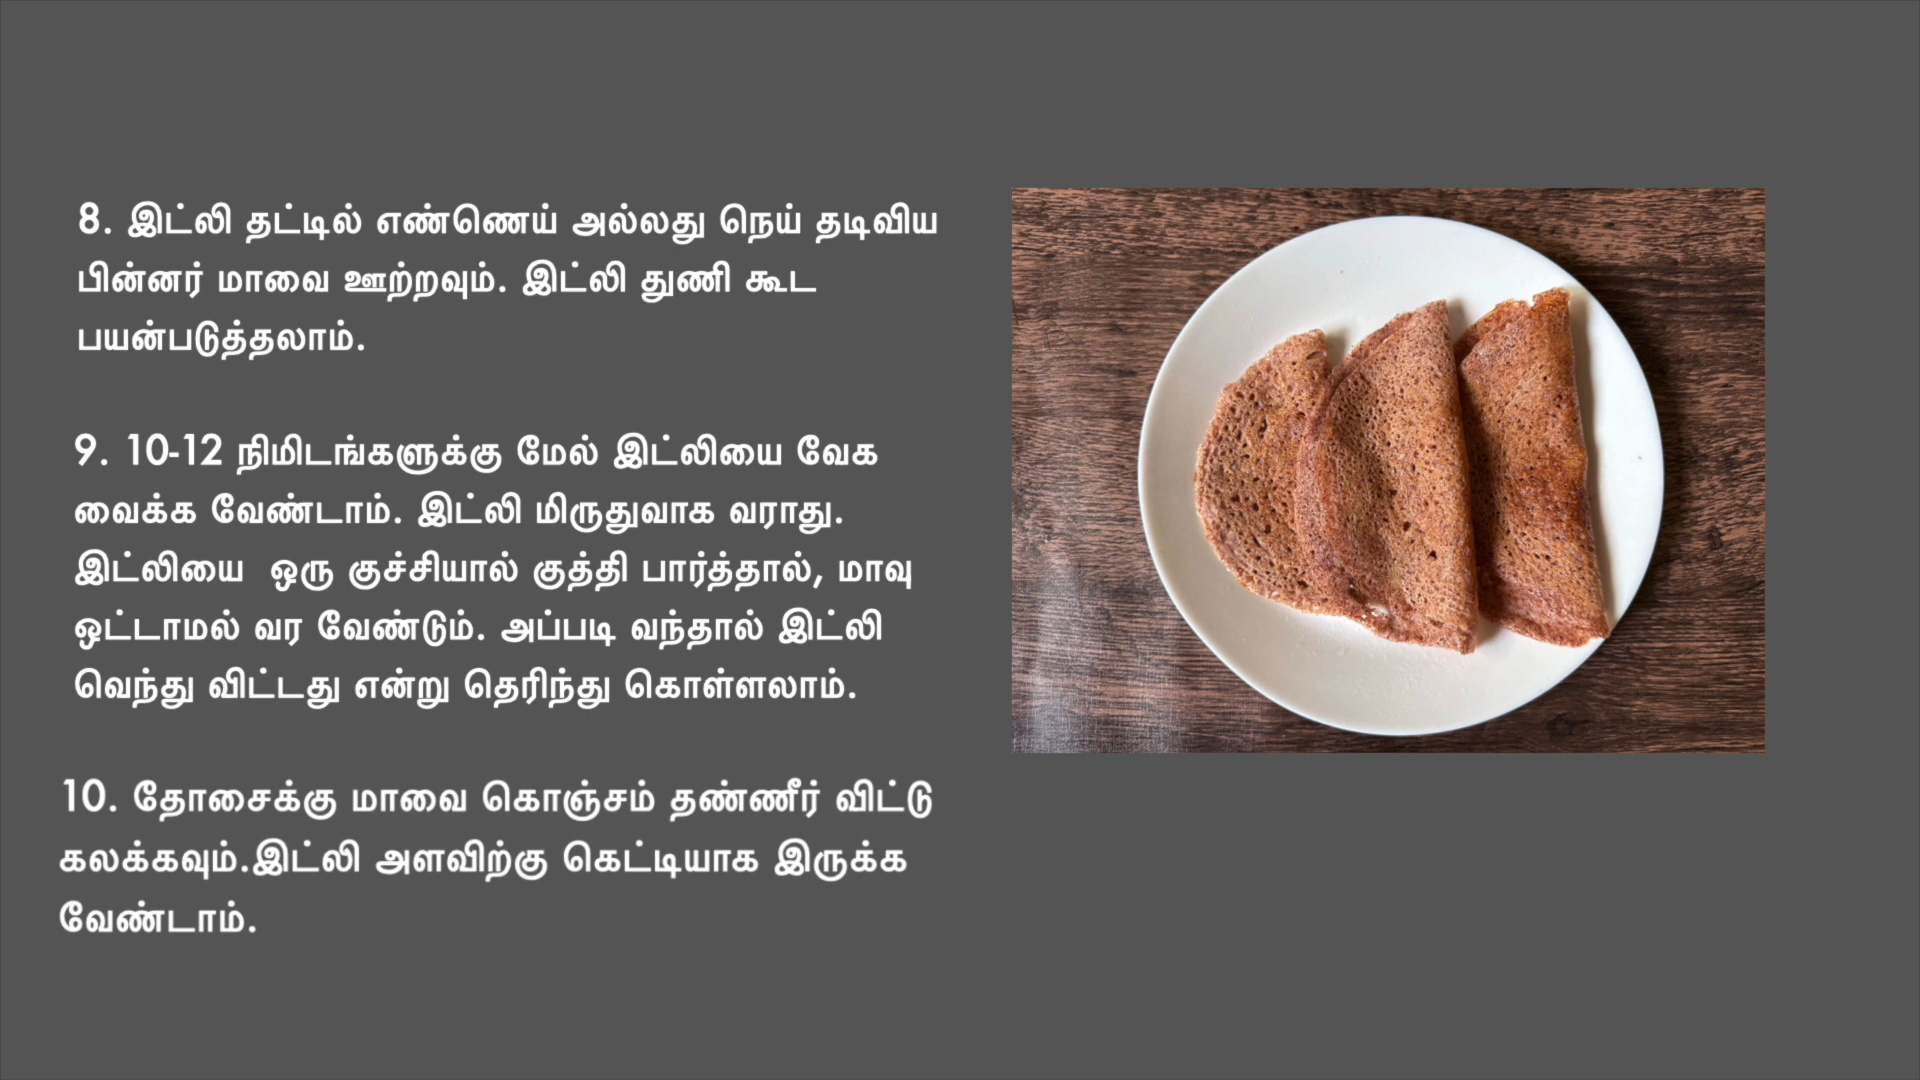 8. இட்லி தட்டில் எண்ணெய் அல்லது நெய் தடிவிய
பின்னர் மாவை ஊற்றவும். இட்லி துணி கூட
பயன்படுத்தலாம்.
9. 10-12 நிமிடங்களுக்கு மேல் இட்லியை வேக
வைக்க வேண்டாம். இட்லி மிருதுவாக வராது.
இட்லியை ஒரு குச்சியால் குத்தி பார்த்தால், மாவு
ஒட்டாமல் வர வேண்டும். அப்படி வந்தால் இட்லி
வெந்து விட்டது என்று தெரிந்து கொள்ளலாம்.
10. தோசைக்கு மாவை கொஞ்சம் தண்ணீர் விட்டு
கலக்கவும்.இட்லி அளவிற்கு கெட்டியாக இருக்க
வேண்டாம்.